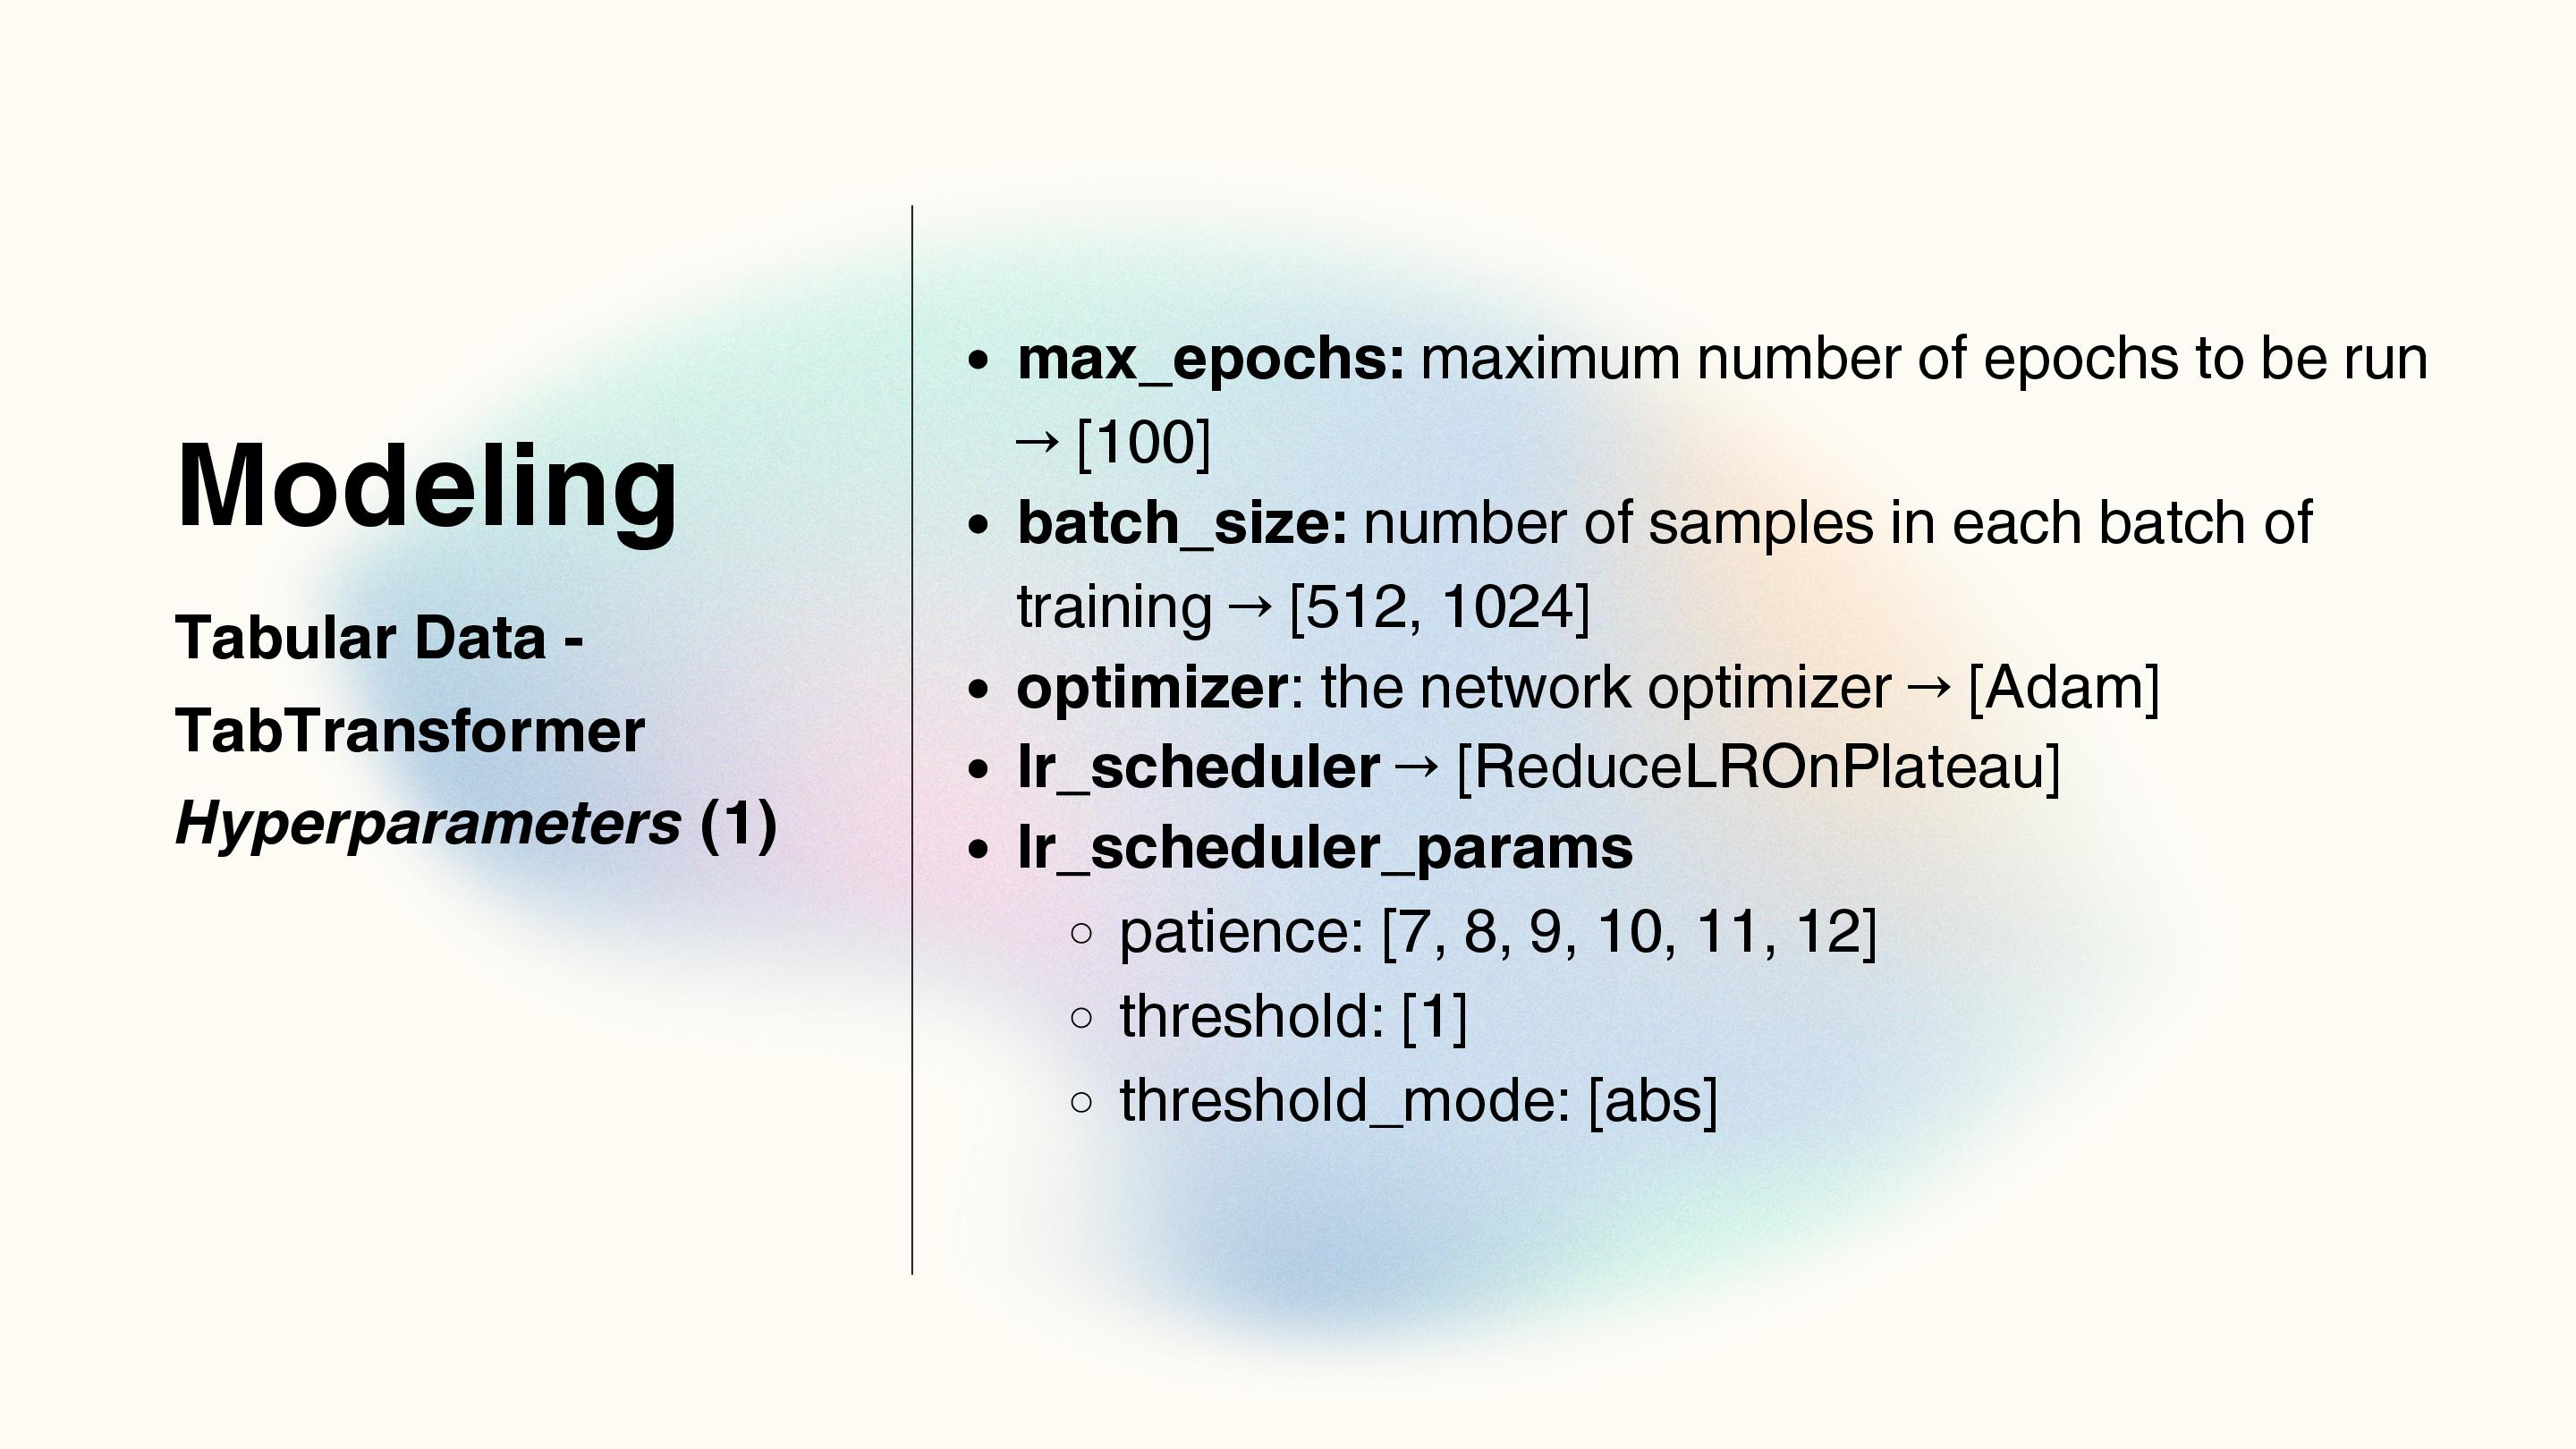 Modeling
Tabular Data -
TabTransformer
Hyperparameters (1)
• max_epochs: maximum number of epochs to be run
→ [100]
• batch_size: number of samples in each batch of
training → [512, 1024]
• optimizer: the network optimizer → [Adam]
• lr_scheduler → [ReduceLROnPlateau]
• lr_scheduler_params
○ patience: [7, 8, 9, 10, 11, 12]
○ threshold: [1]
○ threshold_mode: [abs]